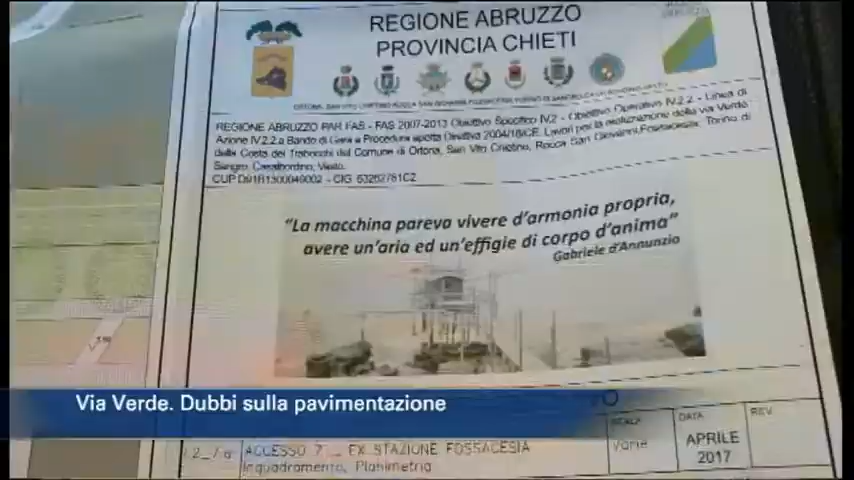 REGIONE ABRUZZO
PROVINCIA CHIETI
REGIONE ABRUZZO PAR FAS - FAS 2007-2013 Obiettivo Specifico IV.2 - Obiettivo Operativo IV.2.2 - Linea di
Azione IV.2.2.a Bando di Gara a Procedura aperta Direttiva 2004/18/CE. Lavori per la realizzazione della via Verde
della Costa dei Trabocchi dal Comune di Ortona, San Vito Chietino, Rocca San Giovanni, Fossacesia, Torino di
Sangro, Casalbordino, Vasto.
"La macchina pareva vivere d'armonia propria,
avere un'aria ed un'effigie di corpo d'anima"
Gabriele d'Annunzio
Via Verde. Dubbi sulla pavimentazione
SCALA
DATA
REV
ACCESSO 7 _ EX STAZIONE FOSSACESIA
varie
APRILE
2017
Inquadramento, Planimetria